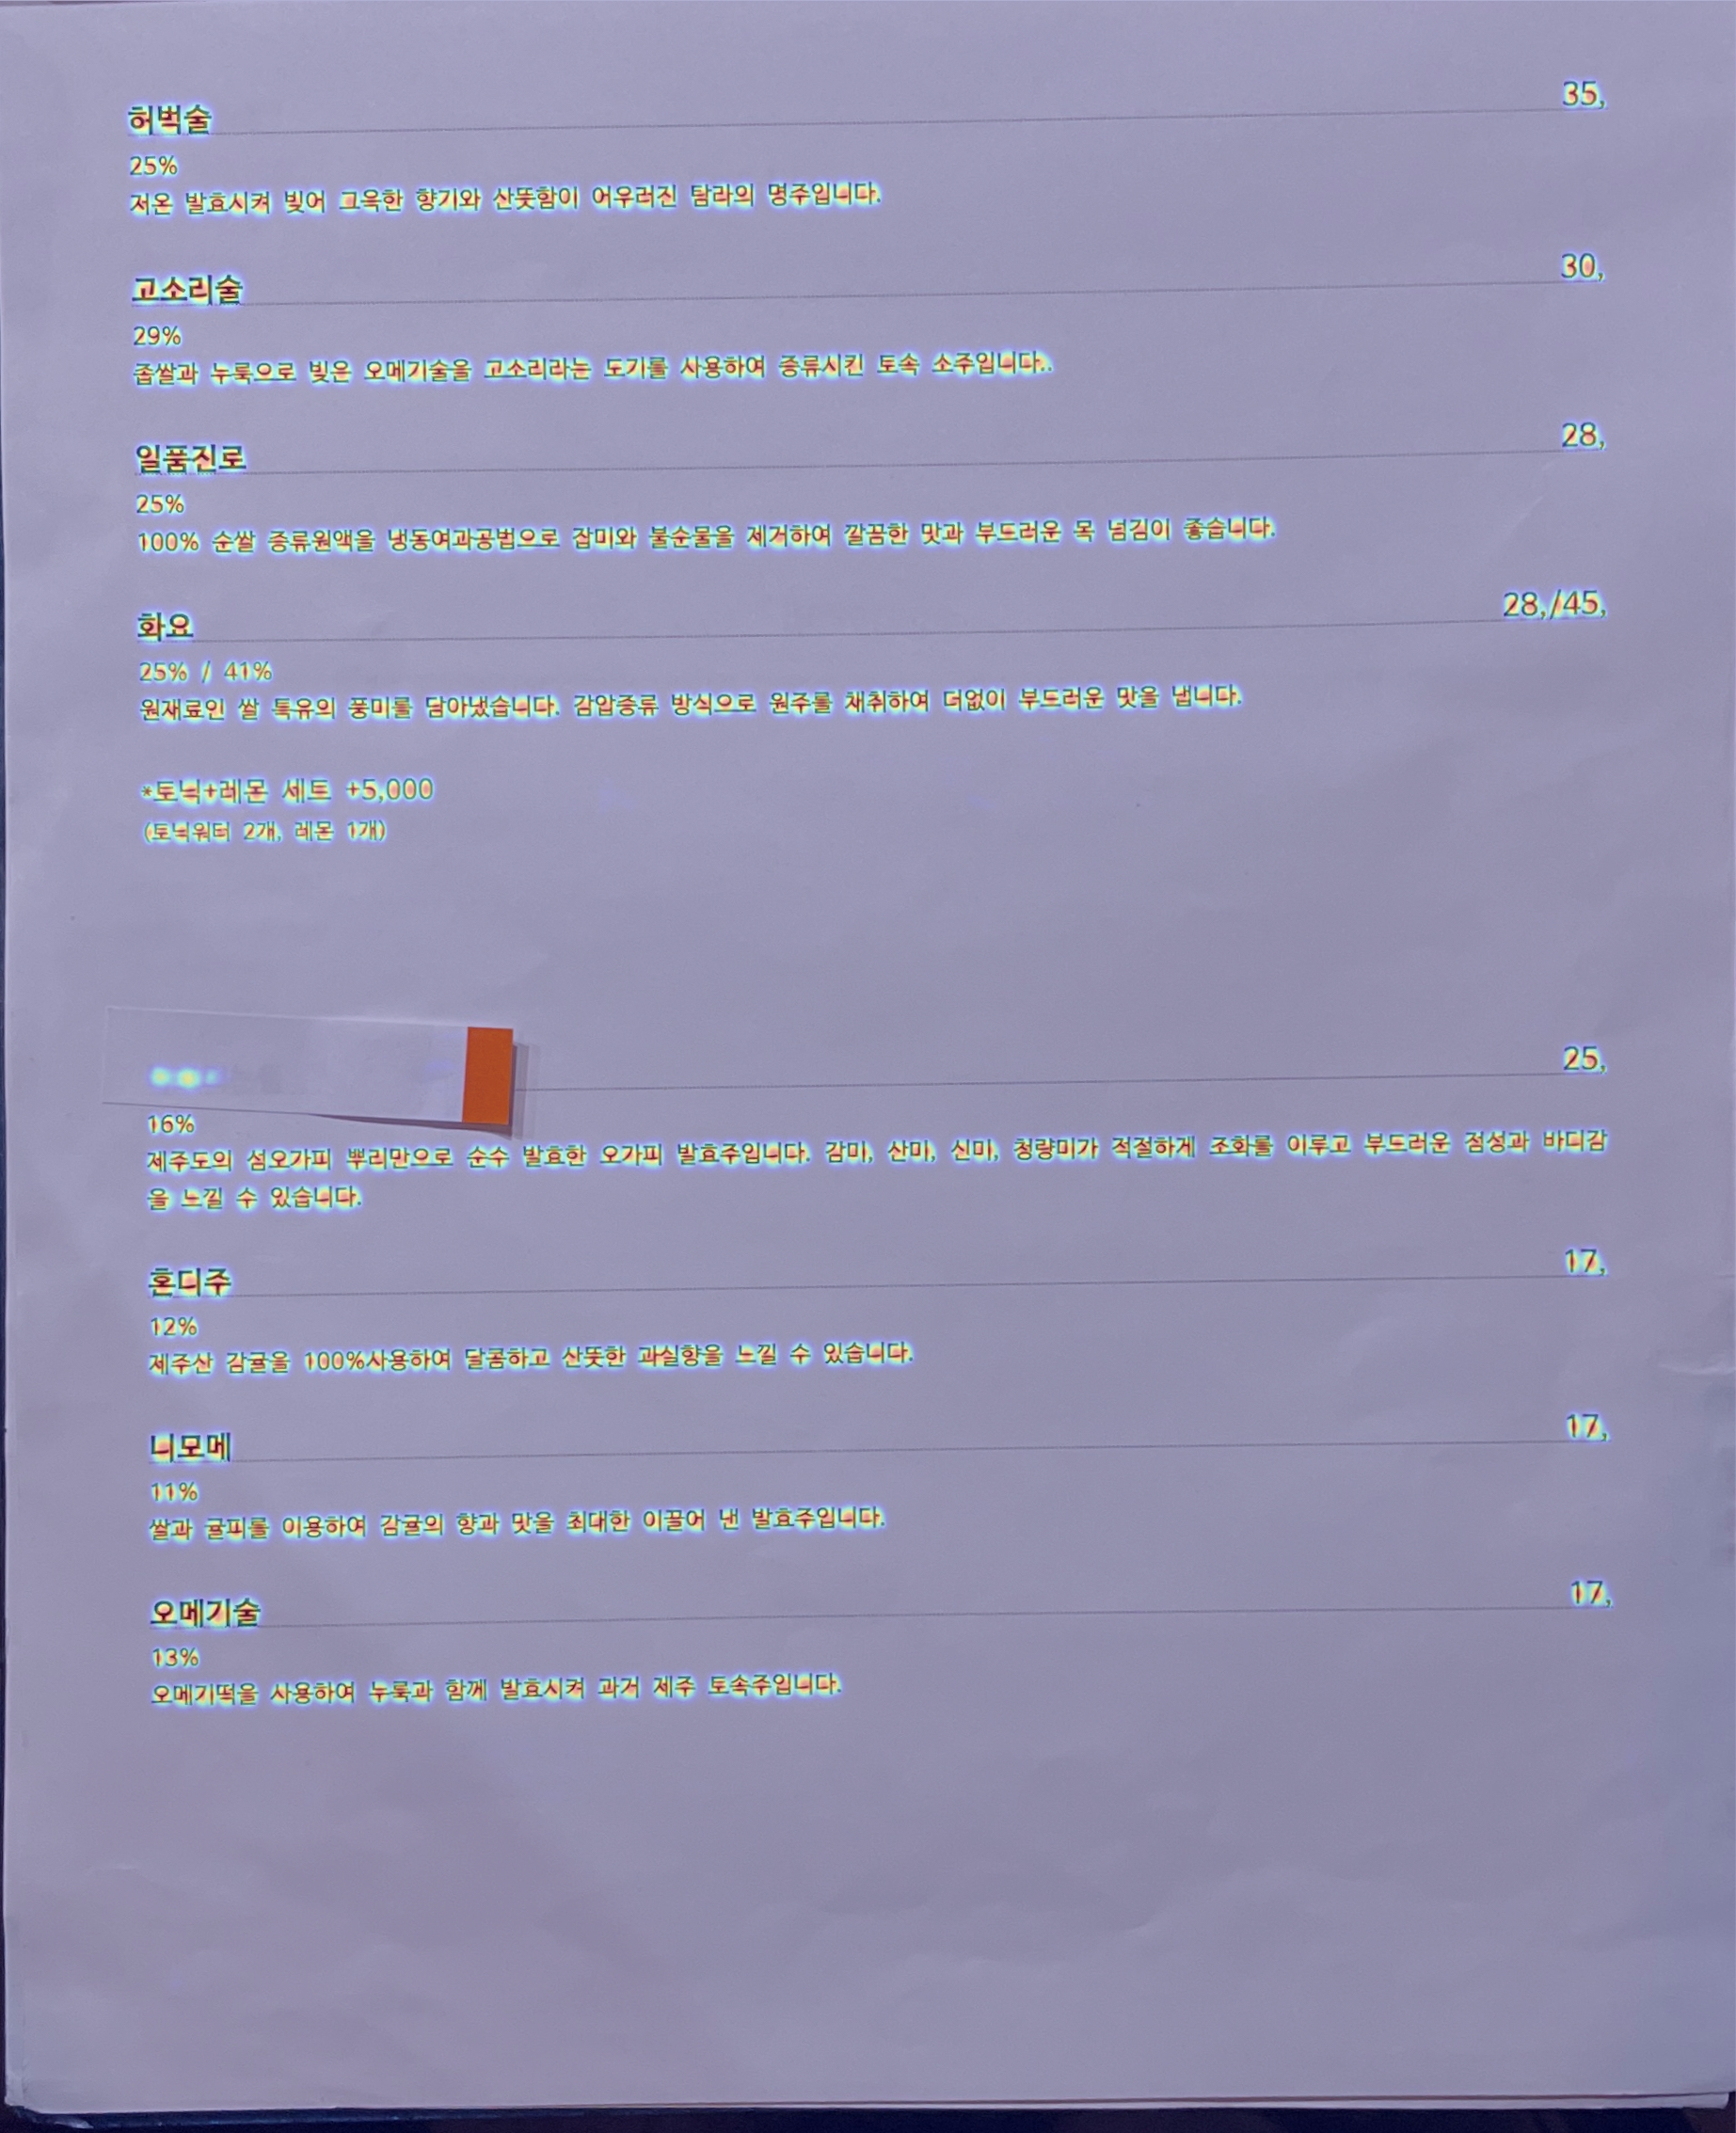 허벅술 35,
25%
저온 발효시켜 빚어 그윽한 향기와 산뜻함이 어우러진 탐라의 명주입니다.
고소리술 30,
29%
좁쌀과 누룩으로 빚은 오메기술을 고소리라는 도기를 사용하여 증류시킨 토속 소주입니다..
일품진로 28,
25%
100% 순쌀 증류원액을 냉동여과공법으로 잡미와 불순물을 제거하여 깔끔한 맛과 부드러운 목 넘김이 좋습니다.
화요 28,/45,
25% / 41%
원재료인 쌀 특유의 풍미를 담아냈습니다. 감압증류 방식으로 원주를 채취하여 더없이 부드러운 맛을 냅니다.
*토닉+레몬 세트 +5,000
(토닉워터 2개, 레몬 1개)
25,
16%
제주도의 섬오가피 뿌리만으로 순수 발효한 오가피 발효주입니다. 감미, 산미, 신미, 청량미가 적절하게 조화를 이루고 부드러운 점성과 바디감
을 느낄 수 있습니다.
혼디주 17,
12%
제주산 감귤을 100%사용하여 달콤하고 산뜻한 과실향을 느낄 수 있습니다.
니모메 17,
11%
쌀과 귤피를 이용하여 감귤의 향과 맛을 최대한 이끌어 낸 발효주입니다.
오메기술 17,
13%
오메기떡을 사용하여 누룩과 함께 발효시켜 과거 제주 토속주입니다.